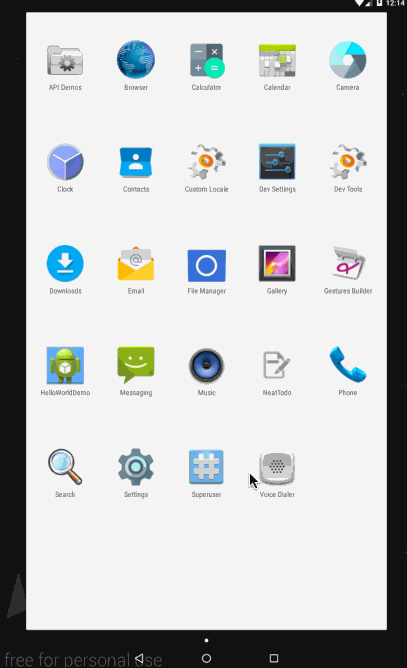 12:14
API Demos Browser Calculator Calendar Camera
Clock Contacts Custom Locale Dev Settings Dev Tools
Downloads Email File Manager Gallery Gestures Builder
HelloWorldDemo Messaging Music NeatTodo Phone
Search Settings Superuser Voice Dialer
free for personal use